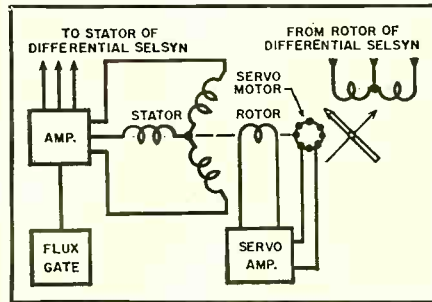 TO STATOR OF
DIFFERENTIAL SELSYN
FROM ROTOR OF
DIFFERENTIAL SELSYN
SERVO
MOTOR
STATOR
ROTOR
AMP.
FLUX
GATE
SERVO
AMP.